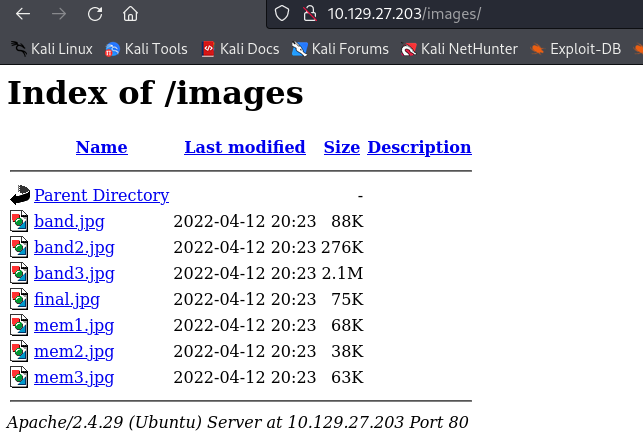 10.129.27.203/images/
Kali Linux Kali Tools Kali Docs Kali Forums Kali NetHunter Exploit-DB
Index of /images
Name Last modified Size Description
Parent Directory -
band.jpg 2022-04-12 20:23 88K
band2.jpg 2022-04-12 20:23 276K
band3.jpg 2022-04-12 20:23 2.1M
final.jpg 2022-04-12 20:23 75K
mem1.jpg 2022-04-12 20:23 68K
mem2.jpg 2022-04-12 20:23 38K
mem3.jpg 2022-04-12 20:23 63K
Apache/2.4.29 (Ubuntu) Server at 10.129.27.203 Port 80